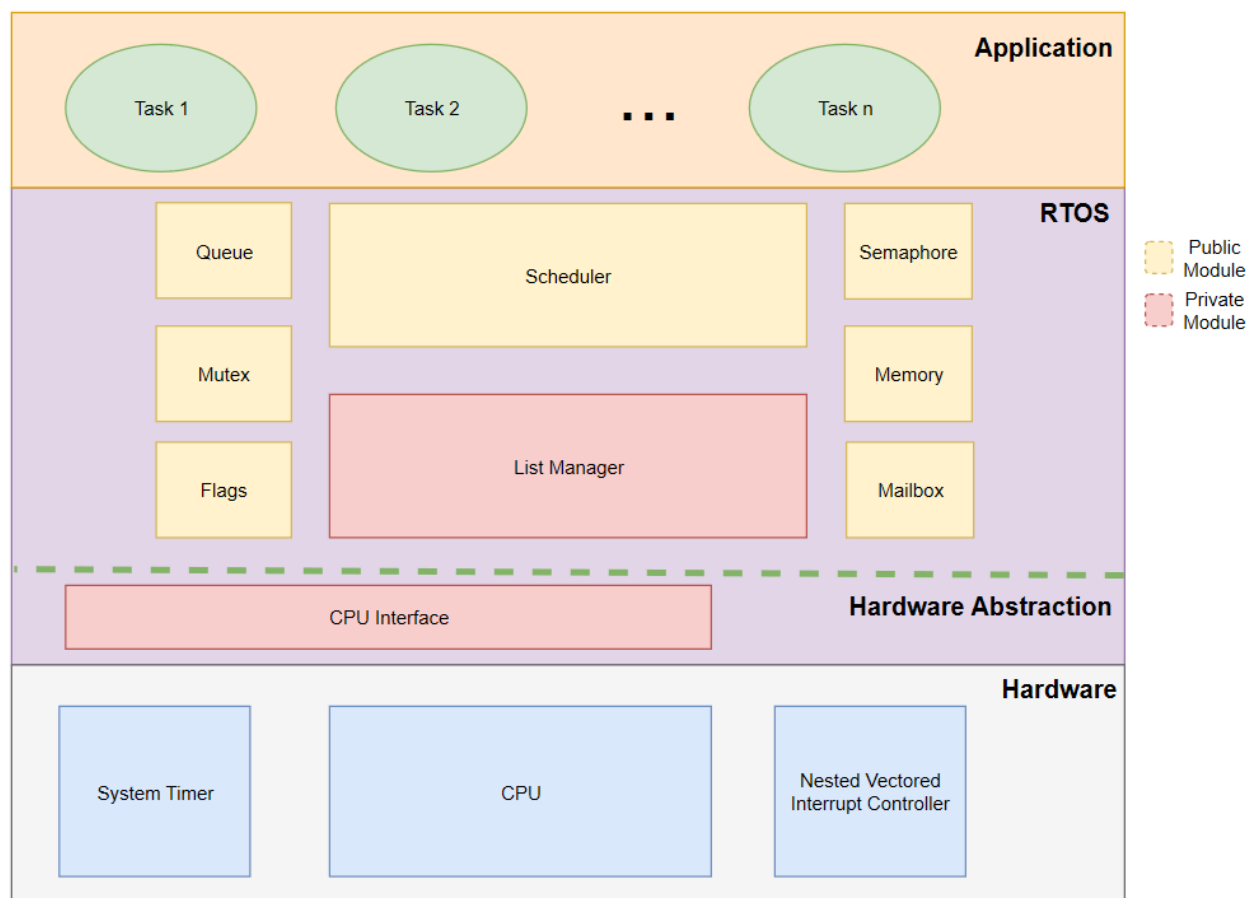 Application
Task 1
Task 2
...
Task n
RTOS
Queue
Scheduler
Semaphore
Public
Module
Private
Module
Mutex
Memory
List Manager
Flags
Mailbox
CPU Interface
Hardware Abstraction
Hardware
System Timer
CPU
Nested Vectored
Interrupt Controller